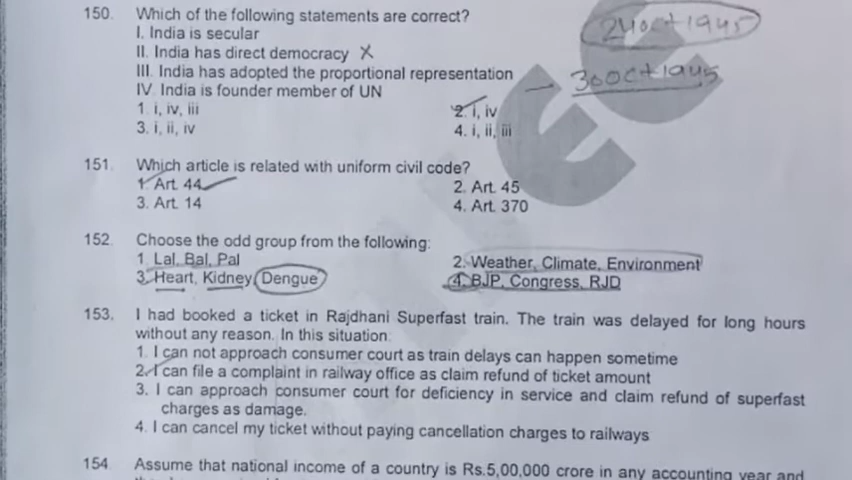 150. Which of the following statements are correct?
24 Oct 1945
I. India is secular
II. India has direct democracy X
III. India has adopted the proportional representation
30 Oct 1945
IV. India is founder member of UN
1. i, iv, iii 2. i, iv
3. i, ii, iv 4. i, ii, iii
151. Which article is related with uniform civil code?
1. Art. 44 2. Art. 45
3. Art. 14 4. Art. 370
152. Choose the odd group from the following:
1. Lal, Bal, Pal 2. Weather, Climate, Environment
3. Heart, Kidney, Dengue 4. BJP, Congress, RJD
153. I had booked a ticket in Rajdhani Superfast train. The train was delayed for long hours
without any reason. In this situation:
1. I can not approach consumer court as train delays can happen sometime
2. I can file a complaint in railway office as claim refund of ticket amount
3. I can approach consumer court for deficiency in service and claim refund of superfast
charges as damage.
4. I can cancel my ticket without paying cancellation charges to railways
154. Assume that national income of a country is Rs.5,00,000 crore in any accounting year and